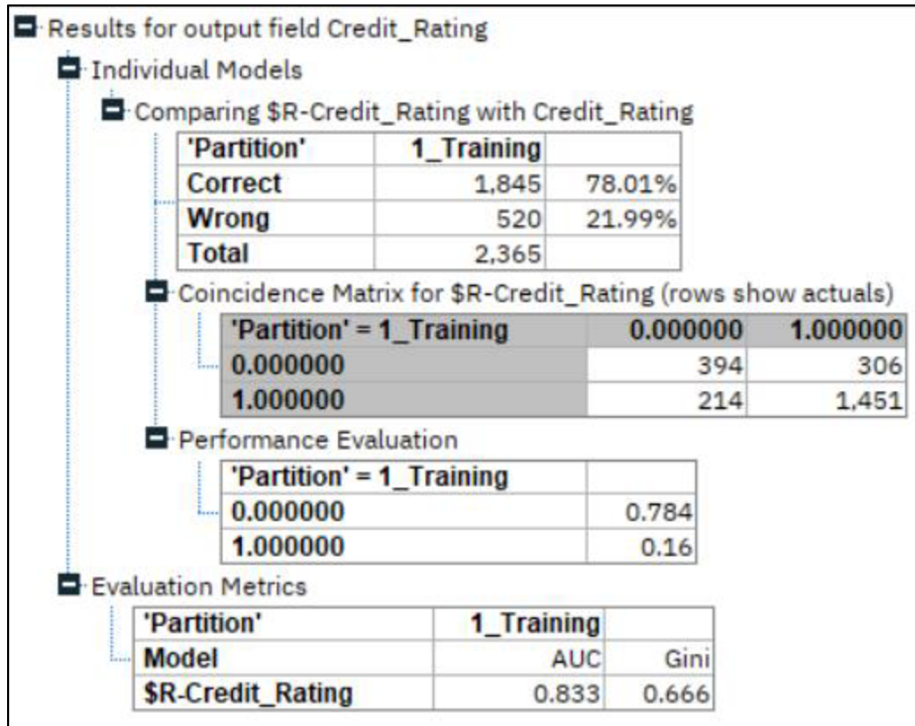 Results for output field Credit_Rating
Individual Models
Comparing $R-Credit_Rating with Credit_Rating
'Partition' 1_Training
Correct 1,845 78.01%
Wrong 520 21.99%
Total 2,365
Coincidence Matrix for $R-Credit_Rating (rows show actuals)
'Partition' = 1_Training 0.000000 1.000000
0.000000 394 306
1.000000 214 1,451
Performance Evaluation
'Partition' = 1_Training
0.000000 0.784
1.000000 0.16
Evaluation Metrics
'Partition' 1_Training
Model AUC Gini
$R-Credit_Rating 0.833 0.666